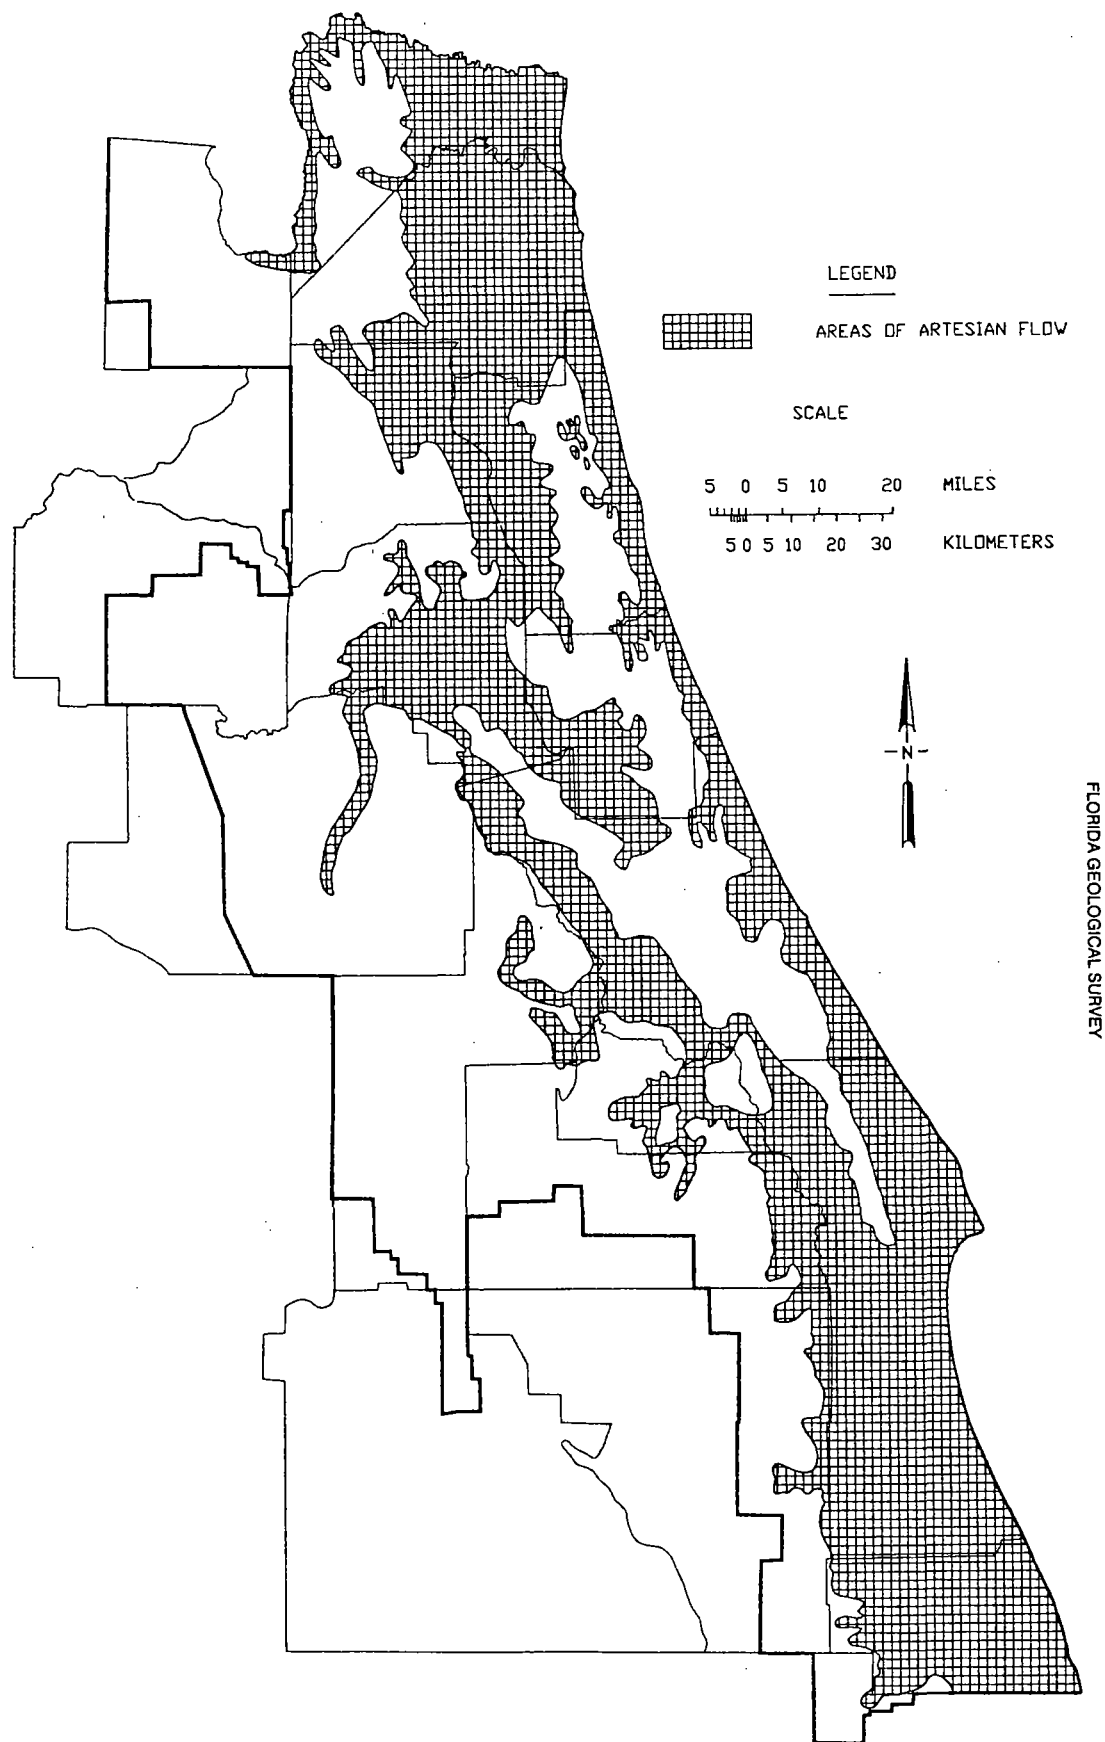 LEGEND
AREAS OF ARTESIAN FLOW
SCALE
5 0 5 10 20 MILES
5 0 5 10 20 30 KILOMETERS
-N-
FLORIDA GEOLOGICAL SURVEY